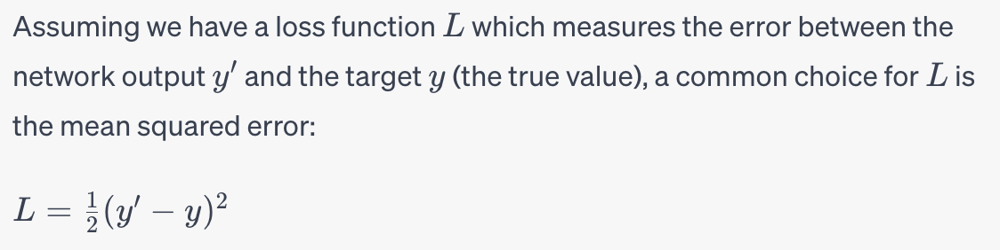 Assuming we have a loss function L which measures the error between the
network output y′ and the target y (the true value), a common choice for L is
the mean squared error:
L = ½(y′ − y)²